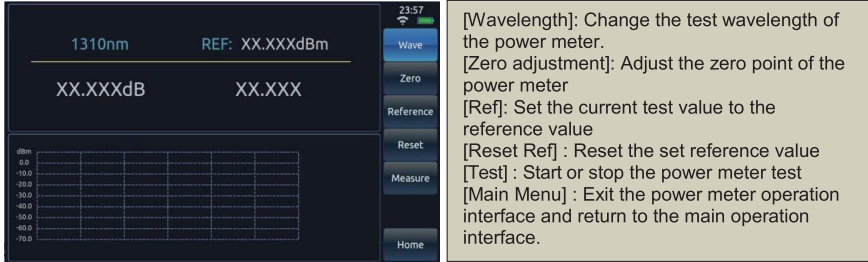 23:57
1310nm REF: XX.XXXdBm
XX.XXXdB XX.XXX
Wave
Zero
Reference
Reset
Measure
Home
dBm
0.0
-10.0
-20.0
-30.0
-40.0
-50.0
-60.0
-70.0
[Wavelength]: Change the test wavelength of
the power meter.
[Zero adjustment]: Adjust the zero point of the
power meter
[Ref]: Set the current test value to the
reference value
[Reset Ref] : Reset the set reference value
[Test] : Start or stop the power meter test
[Main Menu] : Exit the power meter operation
interface and return to the main operation
interface.